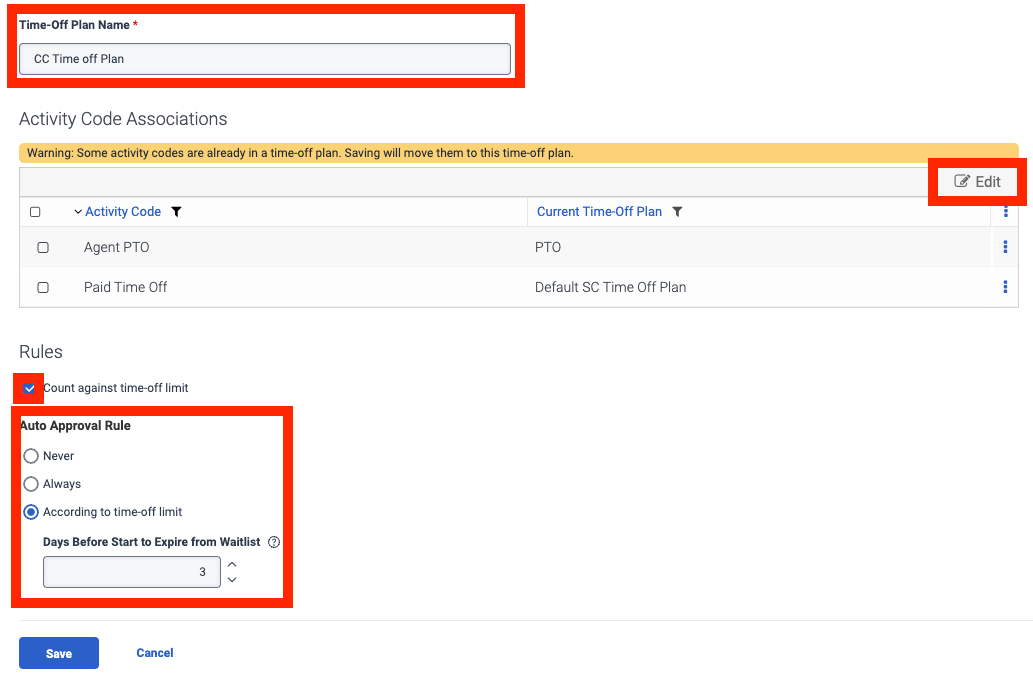 Time-Off Plan Name *
CC Time off Plan
Activity Code Associations
Warning: Some activity codes are already in a time-off plan. Saving will move them to this time-off plan.
Edit
Activity Code Current Time-Off Plan
Agent PTO PTO
Paid Time Off Default SC Time Off Plan
Rules
Count against time-off limit
Auto Approval Rule
Never
Always
According to time-off limit
Days Before Start to Expire from Waitlist ?
3
Save Cancel